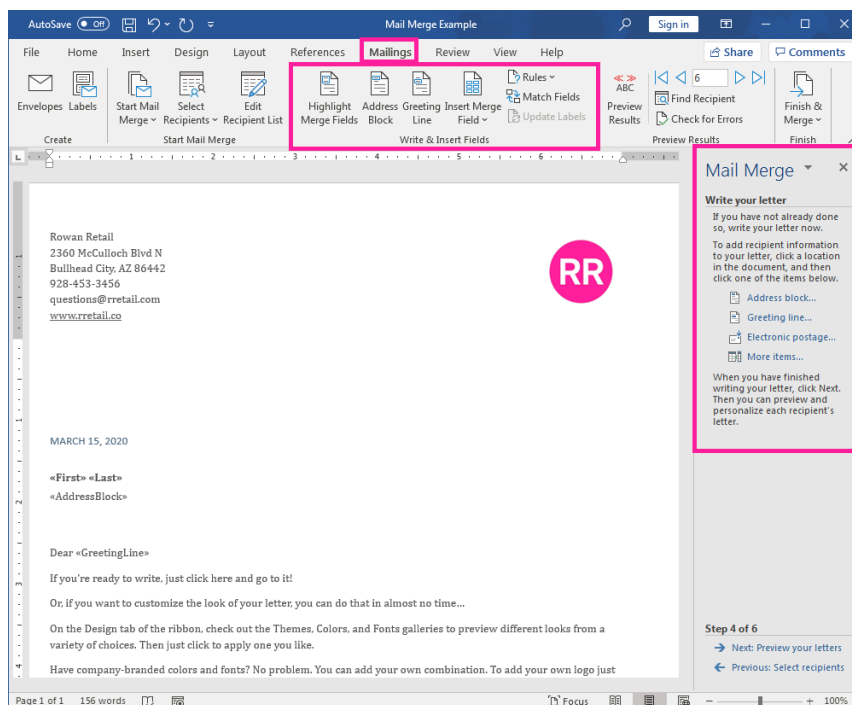 AutoSave Off Mail Merge Example Sign in
File Home Insert Design Layout References Mailings Review View Help Share Comments
Envelopes Labels
Create
Start Mail Merge
Select Recipients
Edit Recipient List
Start Mail Merge
Highlight Merge Fields
Address Block
Greeting Line
Insert Merge Field
Rules
Match Fields
Update Labels
Write & Insert Fields
ABC
Preview Results
6
Find Recipient
Check for Errors
Preview Results
Finish & Merge
Finish
1 2 3 4 5 6
Rowan Retail
2360 McCulloch Blvd N
Bullhead City, AZ 86442
928-453-3456
questions@rretail.com
www.rretail.co
RR
MARCH 15, 2020
«First» «Last»
«AddressBlock»
Dear «GreetingLine»
If you're ready to write, just click here and go to it!
Or, if you want to customize the look of your letter, you can do that in almost no time...
On the Design tab of the ribbon, check out the Themes, Colors, and Fonts galleries to preview different looks from a
variety of choices. Then just click to apply one you like.
Have company-branded colors and fonts? No problem. You can add your own combination. To add your own logo just
Mail Merge
Write your letter
If you have not already done
so, write your letter now.
To add recipient information
to your letter, click a location
in the document, and then
click one of the items below.
Address block...
Greeting line...
Electronic postage...
More items...
When you have finished
writing your letter, click Next.
Then you can preview and
personalize each recipient's
letter.
Step 4 of 6
Next: Preview your letters
Previous: Select recipients
Page 1 of 1 156 words Focus 100%